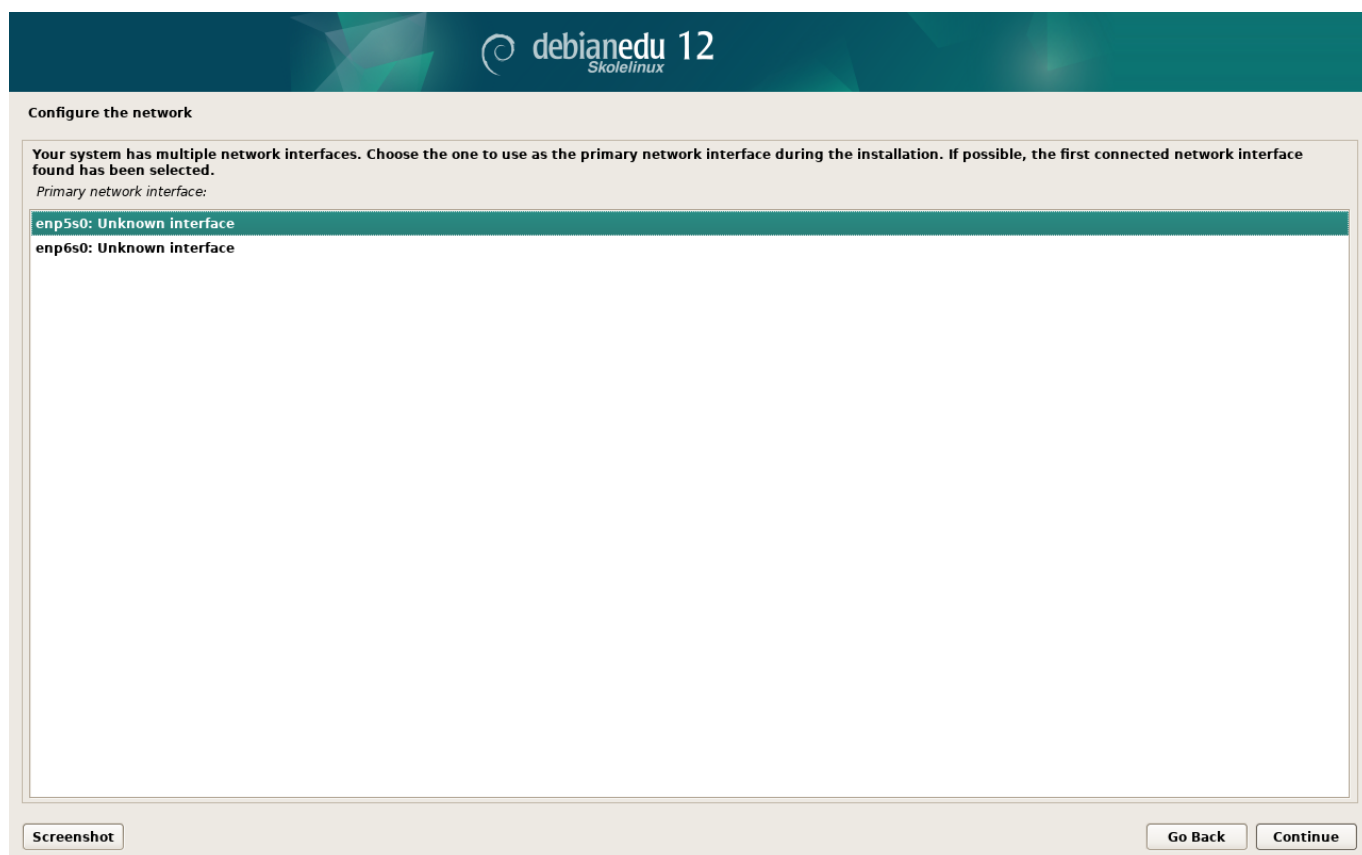 debianedu 12
Skolelinux
Configure the network
Your system has multiple network interfaces. Choose the one to use as the primary network interface during the installation. If possible, the first connected network interface
found has been selected.
Primary network interface:
enp5s0: Unknown interface
enp6s0: Unknown interface
Screenshot
Go Back
Continue